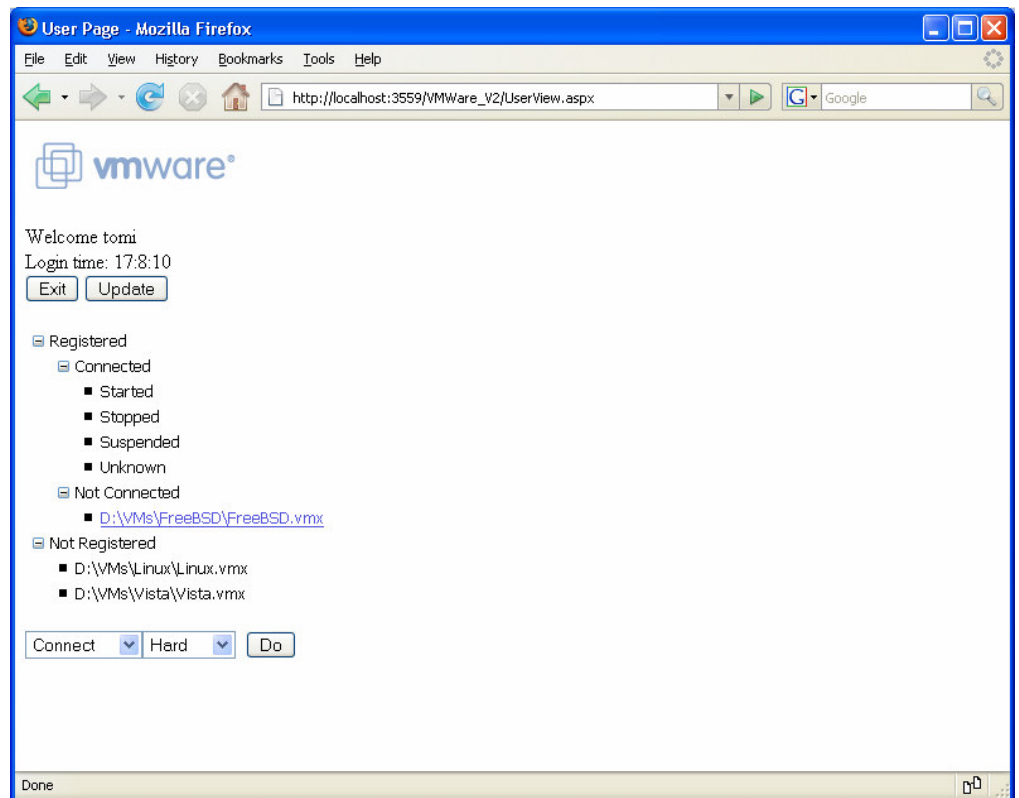 User Page - Mozilla Firefox
File Edit View History Bookmarks Tools Help
http://localhost:3559/VMWare_V2/UserView.aspx G Google
vmware®
Welcome tomi
Login time: 17:8:10
Exit Update
Registered
Connected
Started
Stopped
Suspended
Unknown
Not Connected
D:\VMs\FreeBSD\FreeBSD.vmx
Not Registered
D:\VMs\Linux\Linux.vmx
D:\VMs\Vista\Vista.vmx
Connect Hard Do
Done